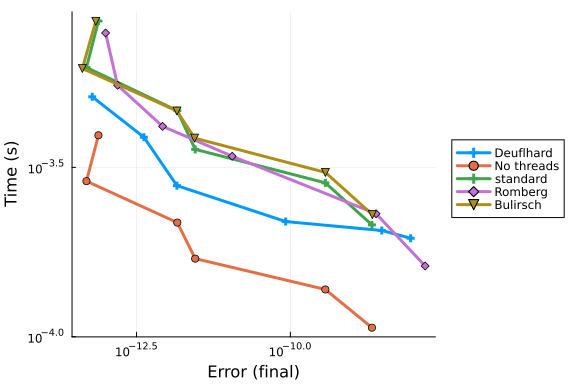 Time (s)
10^−3.5
10^−4.0
10^−12.5
10^−10.0
Error (final)
Deuflhard
No threads
standard
Romberg
Bulirsch